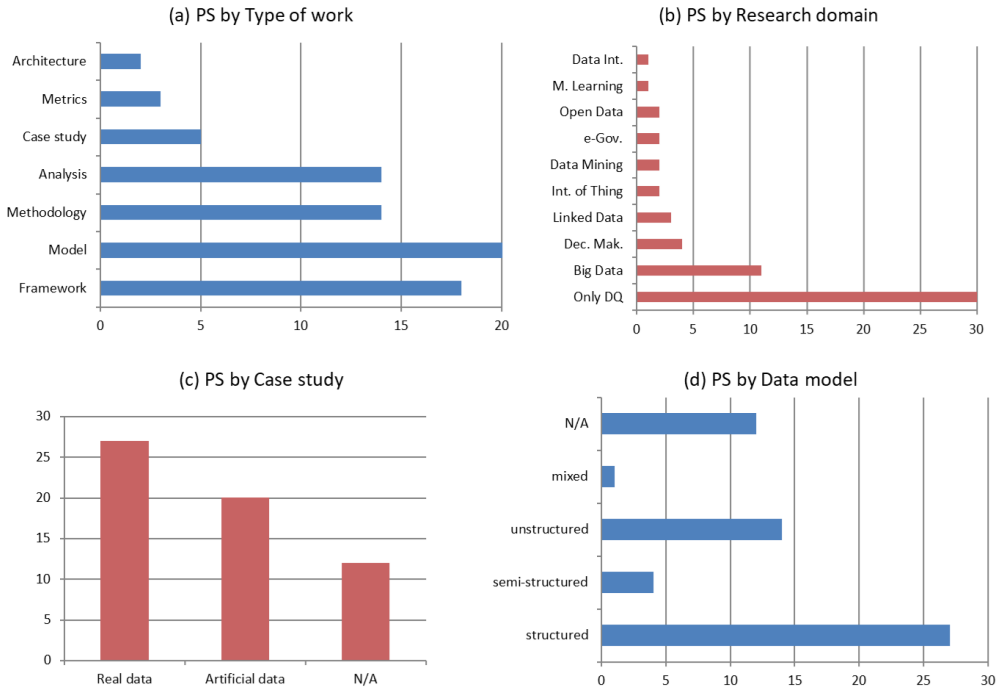 (a) PS by Type of work
Architecture
Metrics
Case study
Analysis
Methodology
Model
Framework
0 5 10 15 20
(b) PS by Research domain
Data Int.
M. Learning
Open Data
e-Gov.
Data Mining
Int. of Thing
Linked Data
Dec. Mak.
Big Data
Only DQ
0 5 10 15 20 25 30
(c) PS by Case study
30
25
20
15
10
5
0
Real data Artificial data N/A
(d) PS by Data model
N/A
mixed
unstructured
semi-structured
structured
0 5 10 15 20 25 30